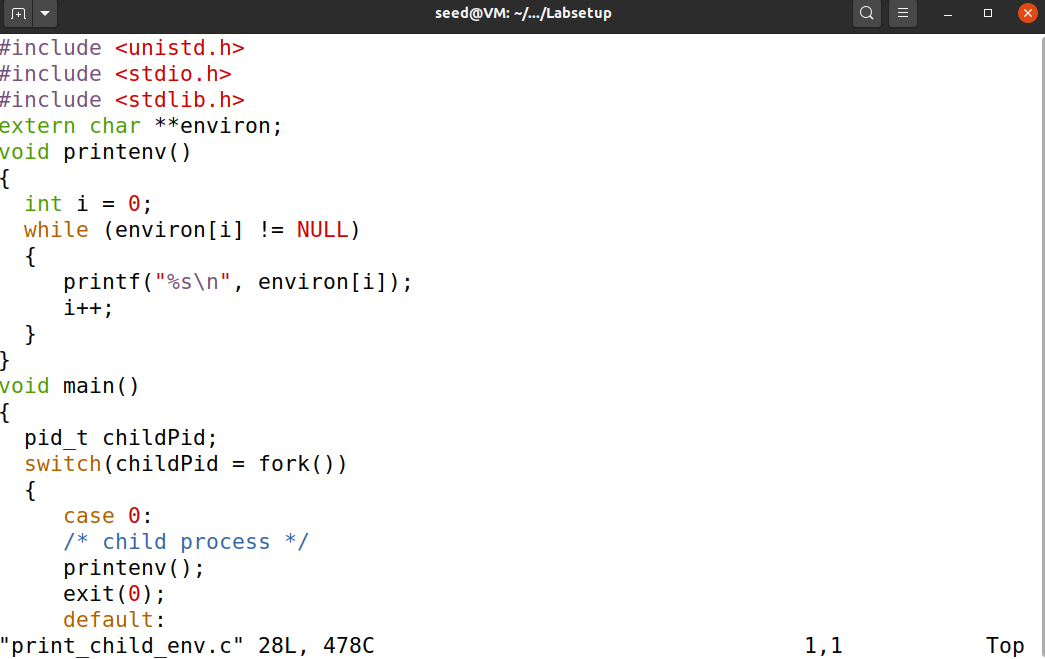 seed@VM: ~/.../Labsetup
#include <unistd.h>
#include <stdio.h>
#include <stdlib.h>
extern char **environ;
void printenv()
{
  int i = 0;
  while (environ[i] != NULL)
  {
     printf("%s\n", environ[i]);
     i++;
  }
}
void main()
{
  pid_t childPid;
  switch(childPid = fork())
  {
     case 0:
     /* child process */
     printenv();
     exit(0);
     default:
"print_child_env.c" 28L, 478C 1,1 Top